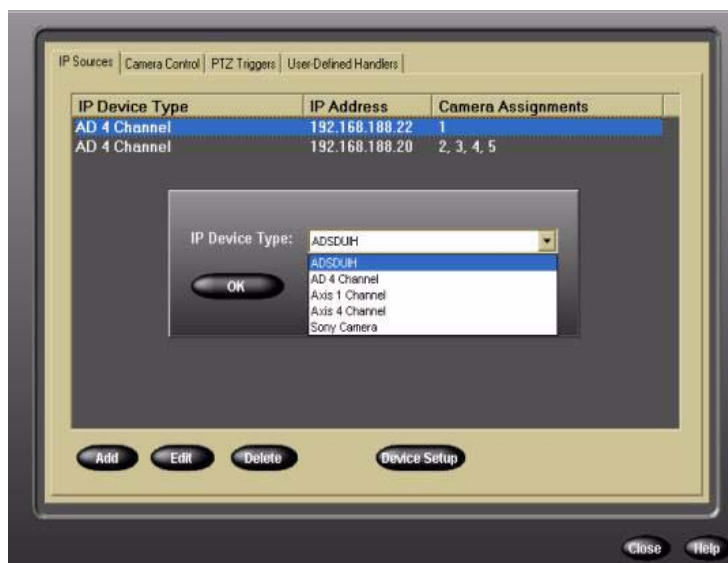 IP Sources Camera Control PTZ Triggers User-Defined Handlers
IP Device Type IP Address Camera Assignments
AD 4 Channel 192.168.188.22 1
AD 4 Channel 192.168.188.20 2, 3, 4, 5
IP Device Type: ADSDUIH
ADSDUIH
AD 4 Channel
OK
Axis 1 Channel
Axis 4 Channel
Sony Camera
Add Edit Delete Device Setup
Close Help